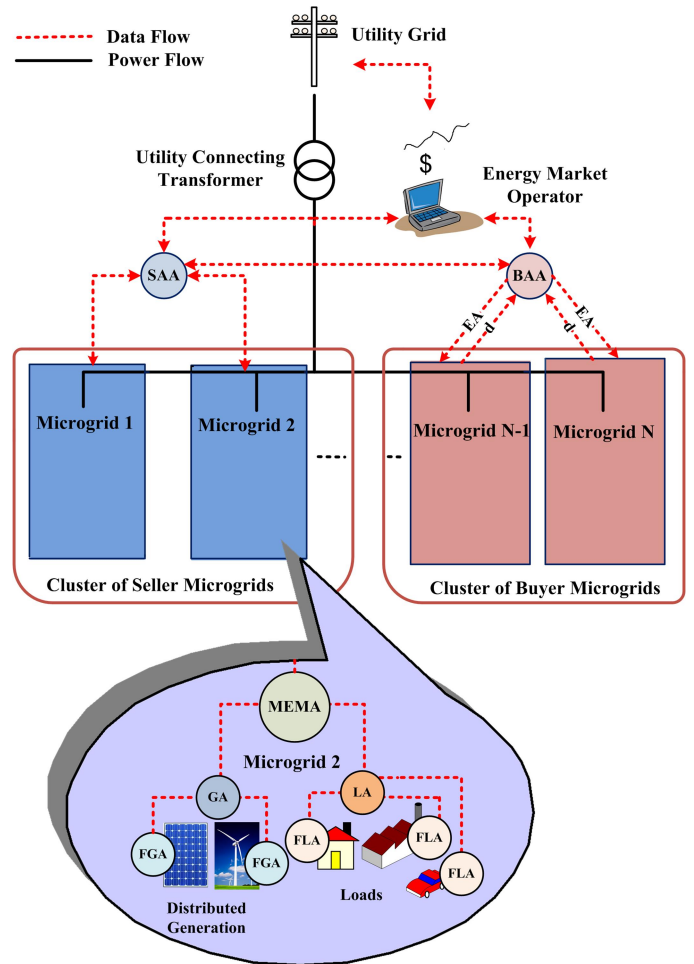 Data Flow
Power Flow
Utility Grid
Utility Connecting
Transformer
$
Energy Market
Operator
SAA
BAA
EA
d
EA
d
Microgrid 1
Microgrid 2
Microgrid N-1
Microgrid N
Cluster of Seller Microgrids
Cluster of Buyer Microgrids
MEMA
Microgrid 2
GA
LA
FGA
FGA
FLA
FLA
FLA
Distributed
Generation
Loads